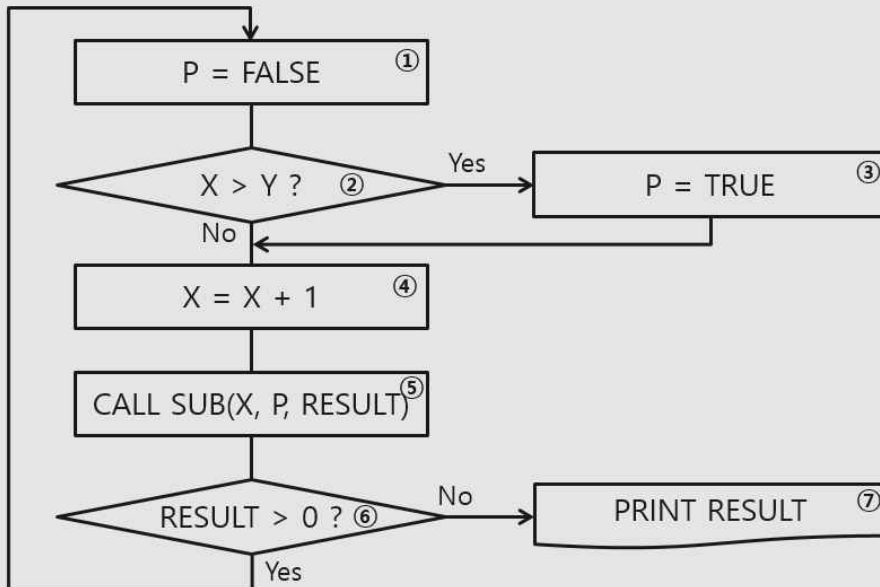 P = FALSE ①
X > Y ? ②
Yes
P = TRUE ③
No
X = X + 1 ④
CALL SUB(X, P, RESULT) ⑤
RESULT > 0 ? ⑥
No
PRINT RESULT ⑦
Yes